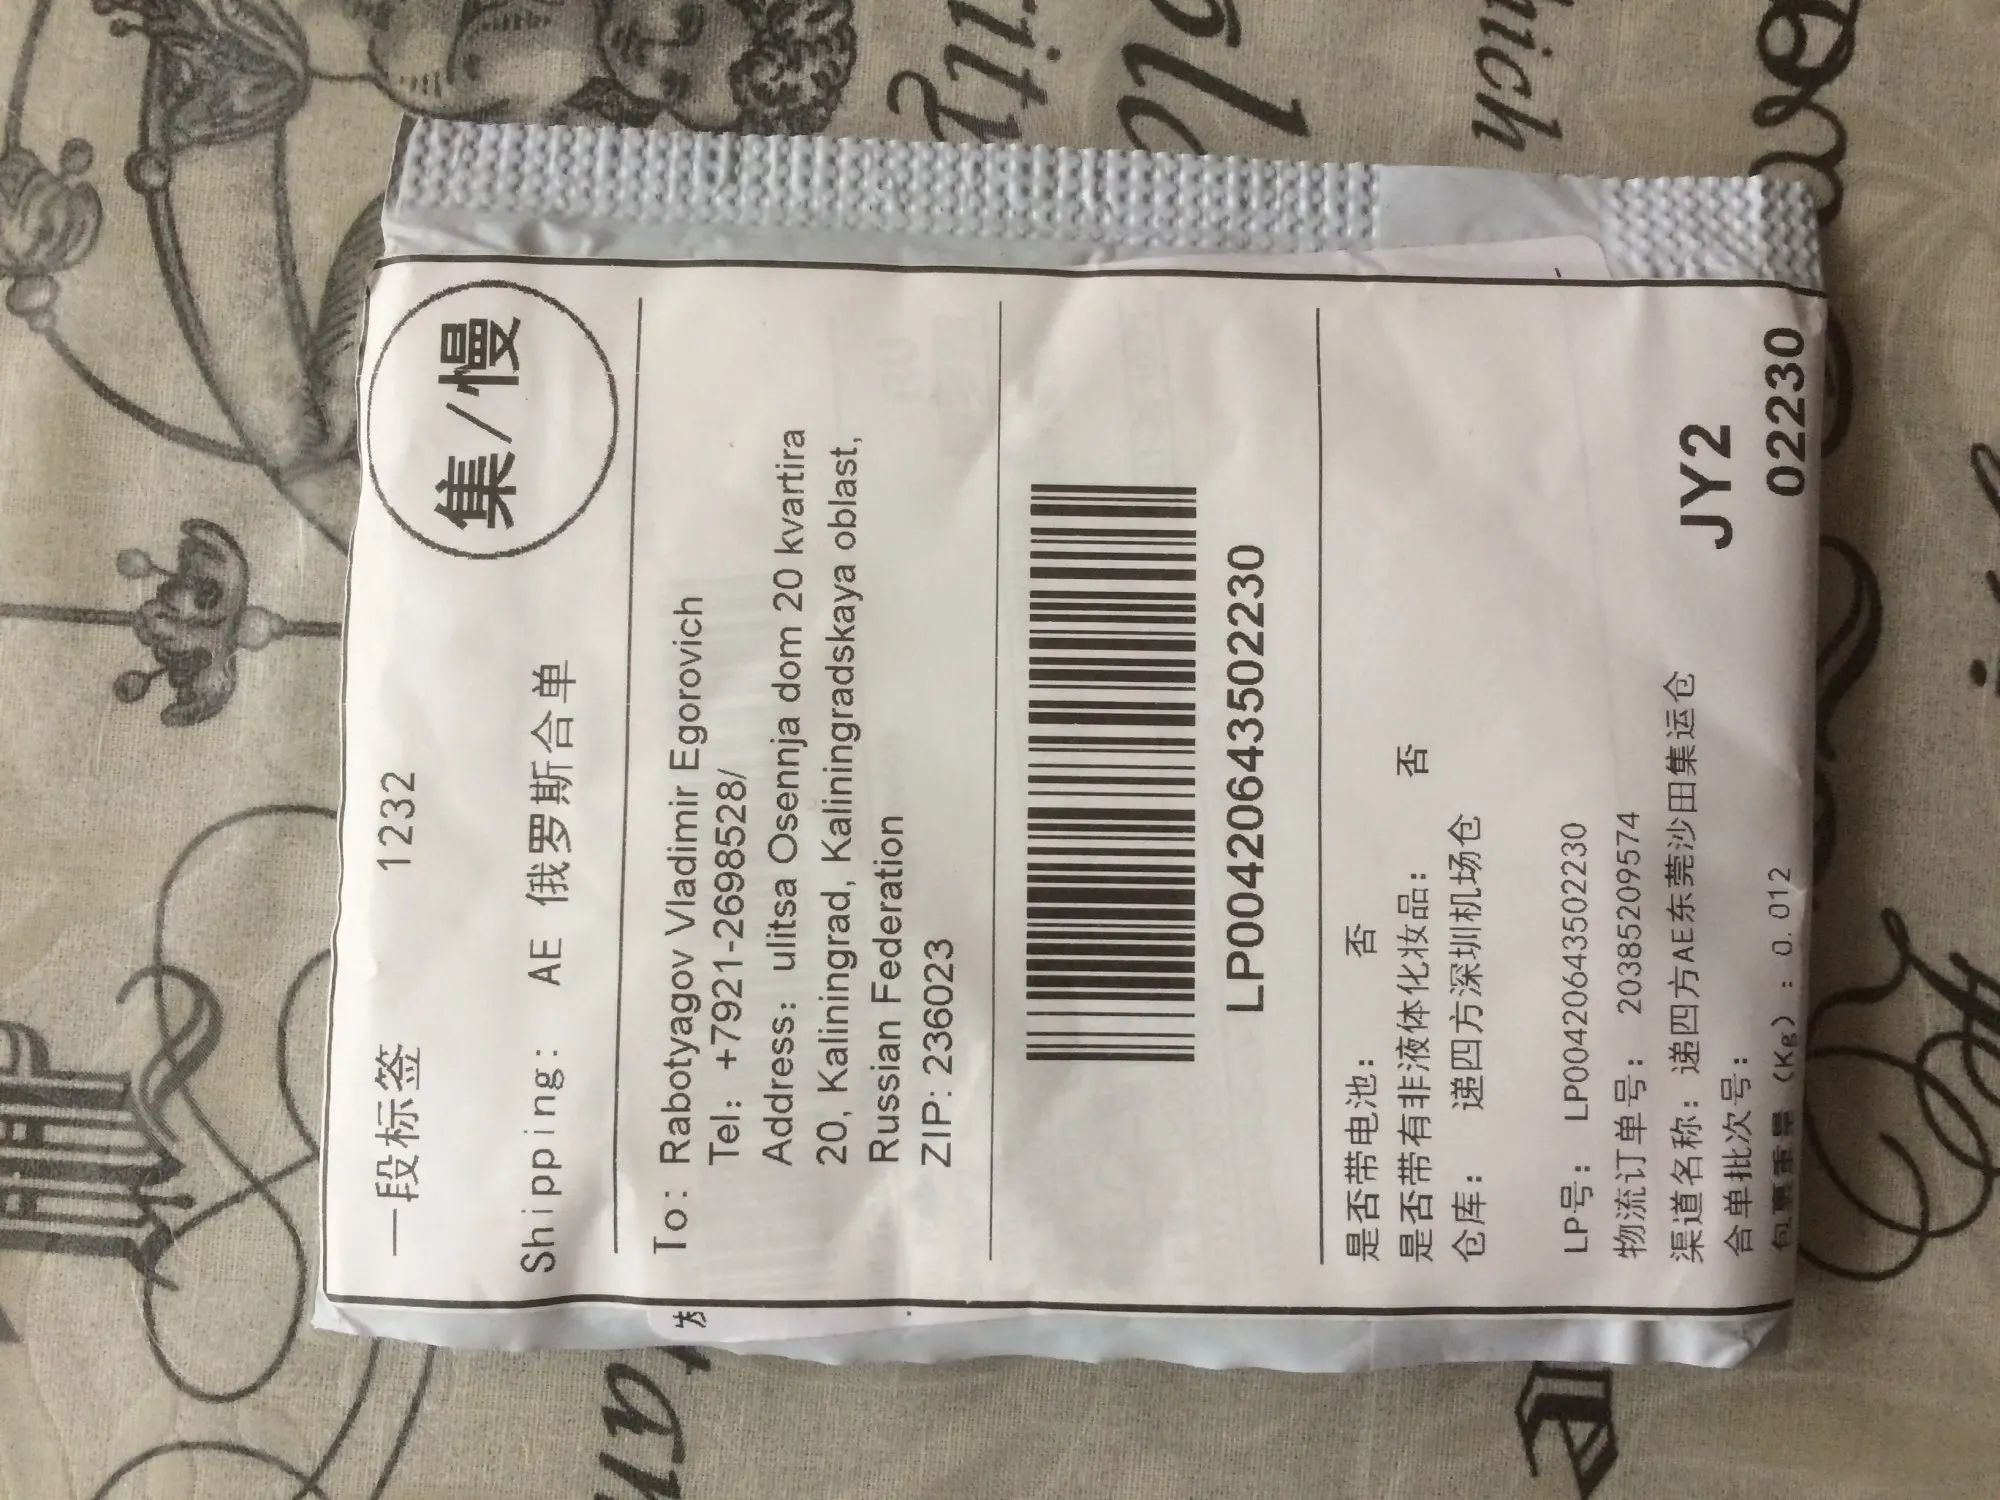 一段标签 1232
集/慢
Shipping: AE 俄罗斯合单
To: Rabotyagov Vladimir Egorovich
Tel: +7921-2698528/
Address: ulitsa Osennja dom 20 kvartira
20, Kaliningrad, Kaliningradskaya oblast,
Russian Federation
ZIP: 236023
LP00420643502230
是否带电池: 否
是否带有非液体化妆品: 否
仓库: 递四方深圳机场仓
LP号: LP00420643502230
物流订单号: 20385209574
渠道名称: 递四方AE东莞沙田集运仓
合单批次号:
包裹重量(Kg): 0.012
JY2
02230